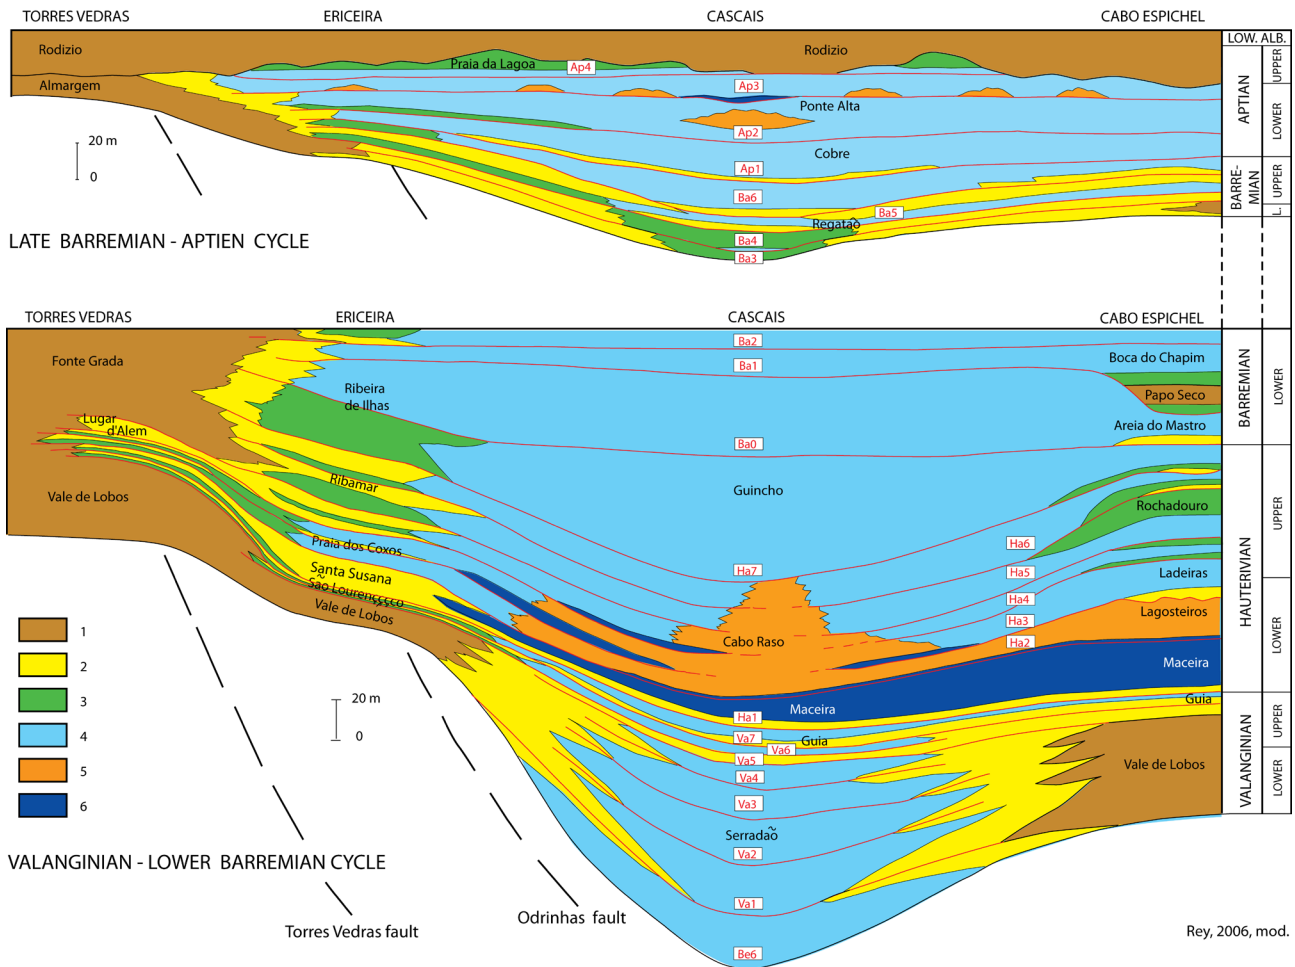 TORRES VEDRAS ERICEIRA CASCAIS CABO ESPICHEL
LOW. ALB.
Rodizio Rodizio
Praia da Lagoa Ap4
UPPER
Almargem Ap3
Ponte Alta
APTIAN
LOWER
20 m Ap2
Cobre
0 Ap1
Ba6
BARRE-
MIAN
UPPER
L.
Ba5
Regatão
LATE BARREMIAN - APTIEN CYCLE Ba4
Ba3
TORRES VEDRAS ERICEIRA CASCAIS CABO ESPICHEL
Ba2
Fonte Grada Ba1 Boca do Chapim
Ribeira
de Ilhas
Papo Seco
BARREMIAN
LOWER
Lugar
d'Alem
Areia do Mastro
Ba0
Ribamar Guincho
Vale de Lobos
Rochadouro
UPPER
Praia dos Coxos Ha6
Santa Susana Ha7 Ha5 Ladeiras
São Lourençççço
Ha4
HAUTERIVIAN
Vale de Lobos Ha3 Lagosteiros
Cabo Raso Ha2
LOWER
1
Maceira
2
20 m Maceira Guia
3
Ha1
0 Va7 Guia
4 Va6
Va5
UPPER
Vale de Lobos
5 Va4
VALANGINIAN
LOWER
6 Va3
Serradão
VALANGINIAN - LOWER BARREMIAN CYCLE Va2
Va1
Odrinhas fault
Torres Vedras fault Rey, 2006, mod.
Be6